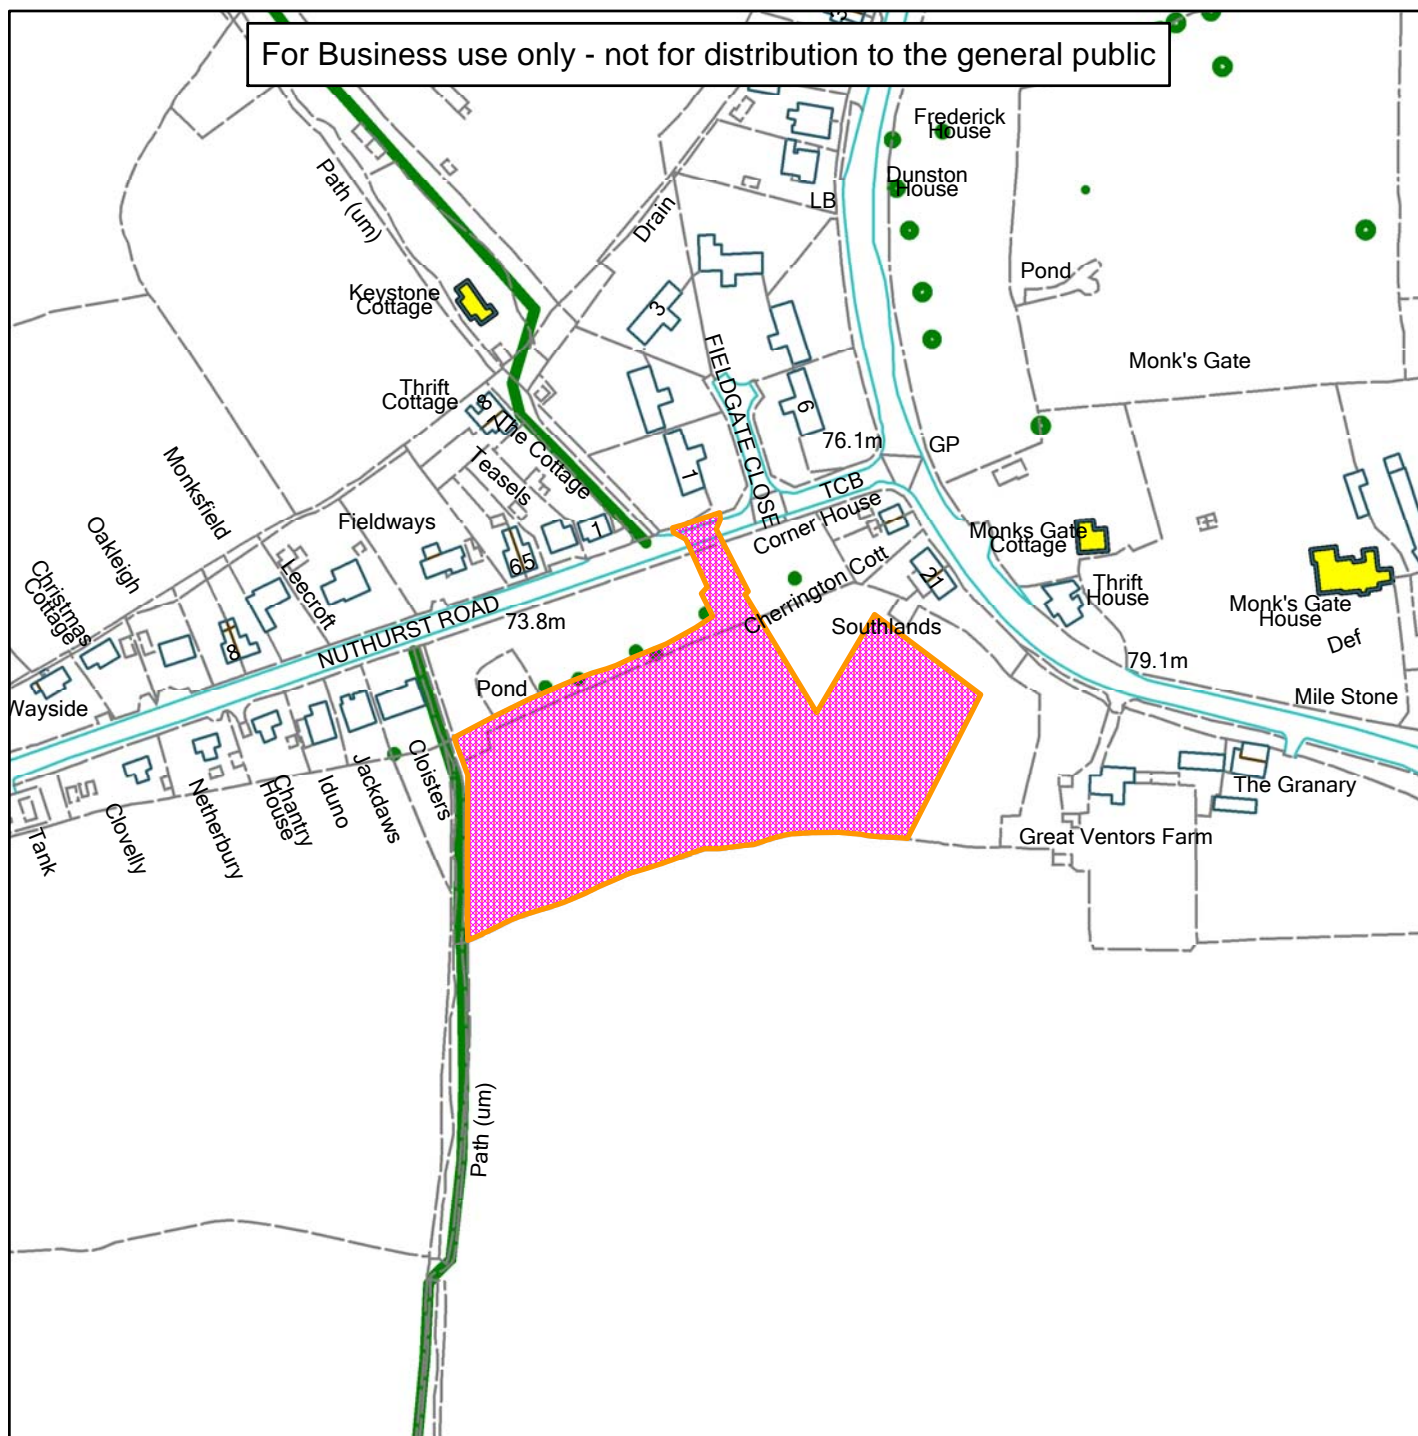 For Business use only - not for distribution to the general public
3
Frederick
House
Dunston
House
LB
Path (um)
Drain
Pond
Keystone
Cottage
3
FIELDGATE CLOSE
Monk's Gate
Thrift
Cottage
8
The Cottage
6
76.1m
GP
Teasels
1
TCB
Corner House
Monksfield
Fieldways
1
65
Monks Gate
Cottage
Oakleigh
Leecroft
Christmas
Cottage
8
NUTHURST ROAD
73.8m
Cherrington Cott
21
Southlands
Thrift
House
Monk's Gate
House
Def
79.1m
Mile Stone
Wayside
Pond
Cloisters
Jackdaws
Iduno
Chantry
House
Netherbury
Clovelly
Tank
The Granary
Great Ventors Farm
Path (um)